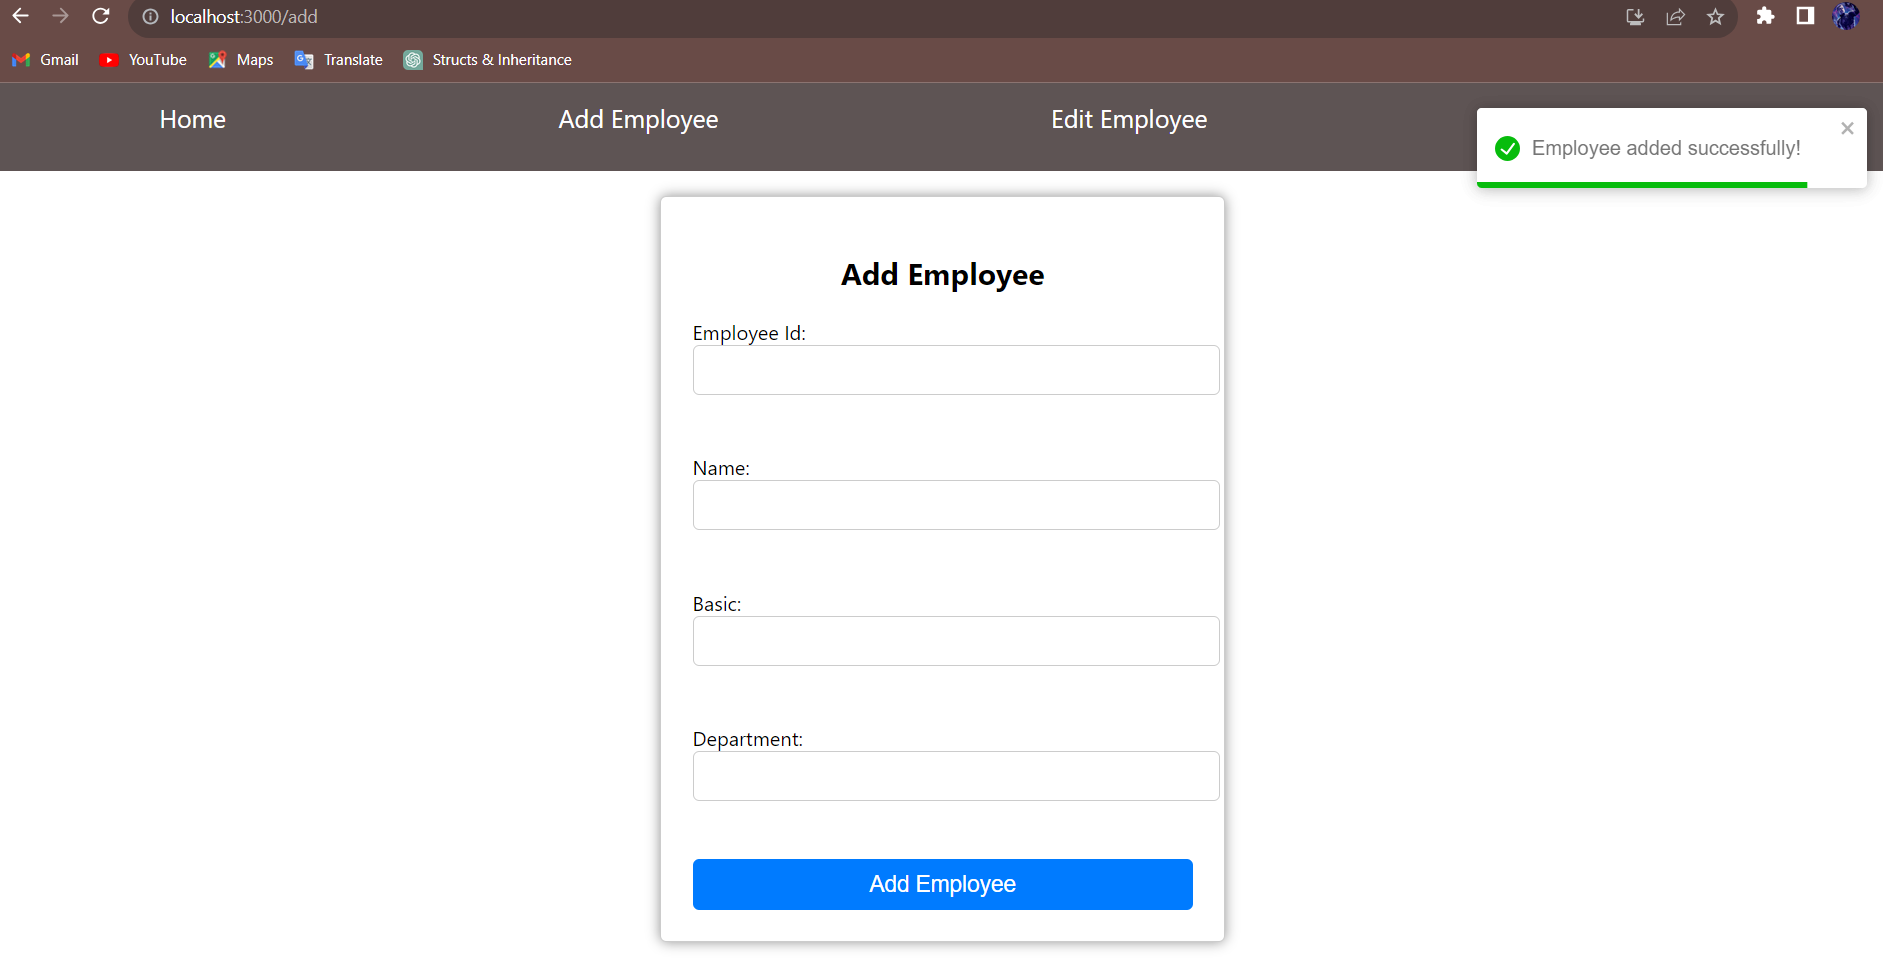 localhost:3000/add
Gmail YouTube Maps Translate Structs & Inheritance
Home Add Employee Edit Employee
Employee added successfully!
Add Employee
Employee Id:
Name:
Basic:
Department:
Add Employee